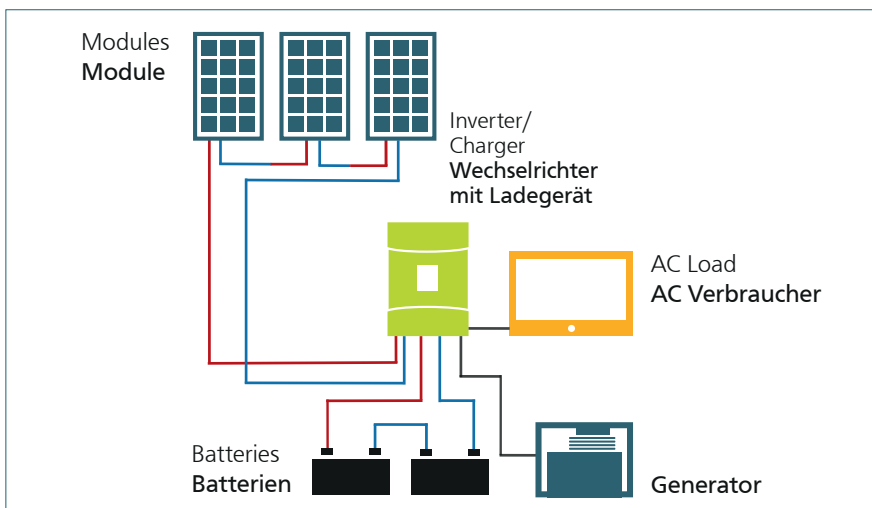 Modules
Module
Inverter/
Charger
Wechselrichter
mit Ladegerät
AC Load
AC Verbraucher
Batteries
Batterien
Generator